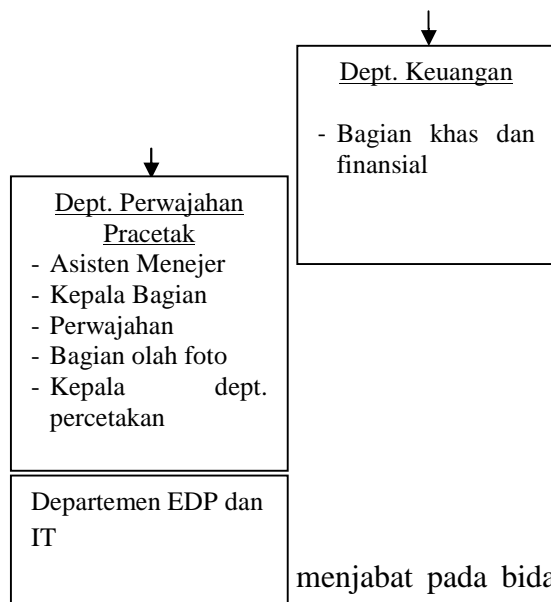 Dept. Keuangan
- Bagian khas dan
finansial
Dept. Perwajahan
Pracetak
- Asisten Menejer
- Kepala Bagian
- Perwajahan
- Bagian olah foto
- Kepala dept.
percetakan
Departemen EDP dan
IT
menjabat pada bida